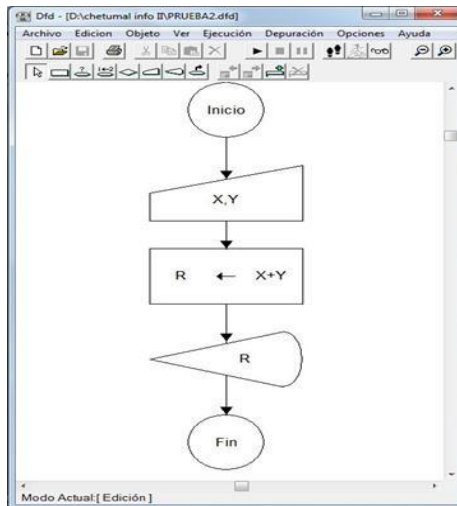 Dfd - [D:\chetumal info II\PRUEBA2.dfd]
Archivo Edicion Objeto Ver Ejecución Depuración Opciones Ayuda
Inicio
X,Y
R ← X+Y
R
Fin
Modo Actual:[ Edición ]